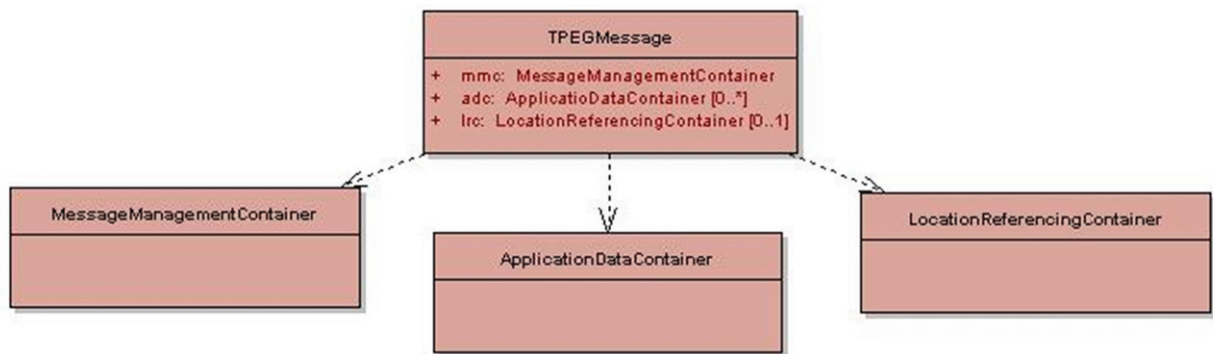 TPEGMessage
+ mmc: MessageManagementContainer
+ adc: ApplicatioDataContainer [0..*]
+ lrc: LocationReferencingContainer [0..1]
MessageManagementContainer
LocationReferencingContainer
ApplicationDataContainer